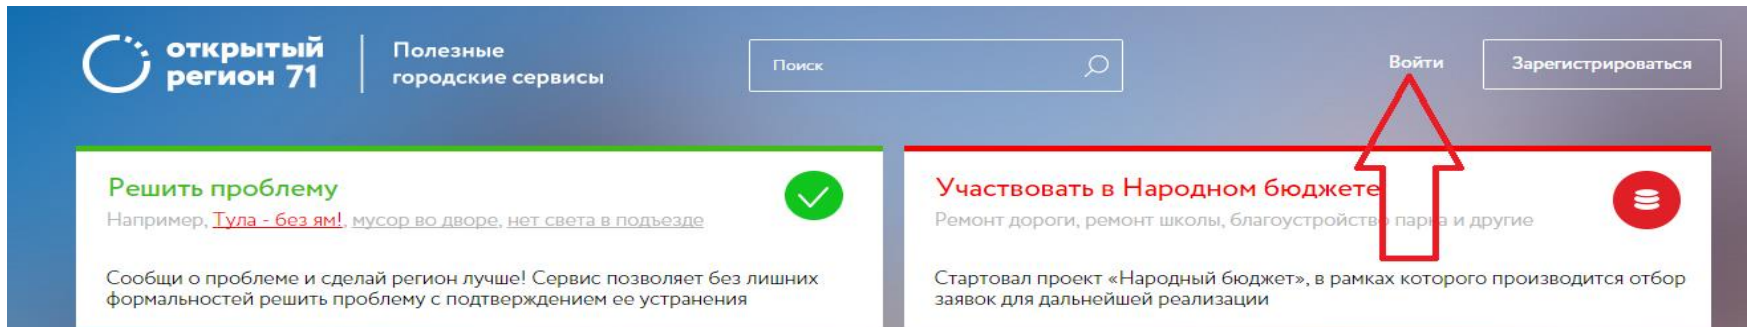 открытый
регион 71
Полезные
городские сервисы
Поиск
Войти
Зарегистрироваться
Решить проблему
Например, Тула - без ям!, мусор во дворе, нет света в подъезде
Сообщи о проблеме и сделай регион лучше! Сервис позволяет без лишних
формальностей решить проблему с подтверждением ее устранения
Участвовать в Народном бюджете
Ремонт дороги, ремонт школы, благоустройство парка и другие
Стартовал проект «Народный бюджет», в рамках которого производится отбор
заявок для дальнейшей реализации